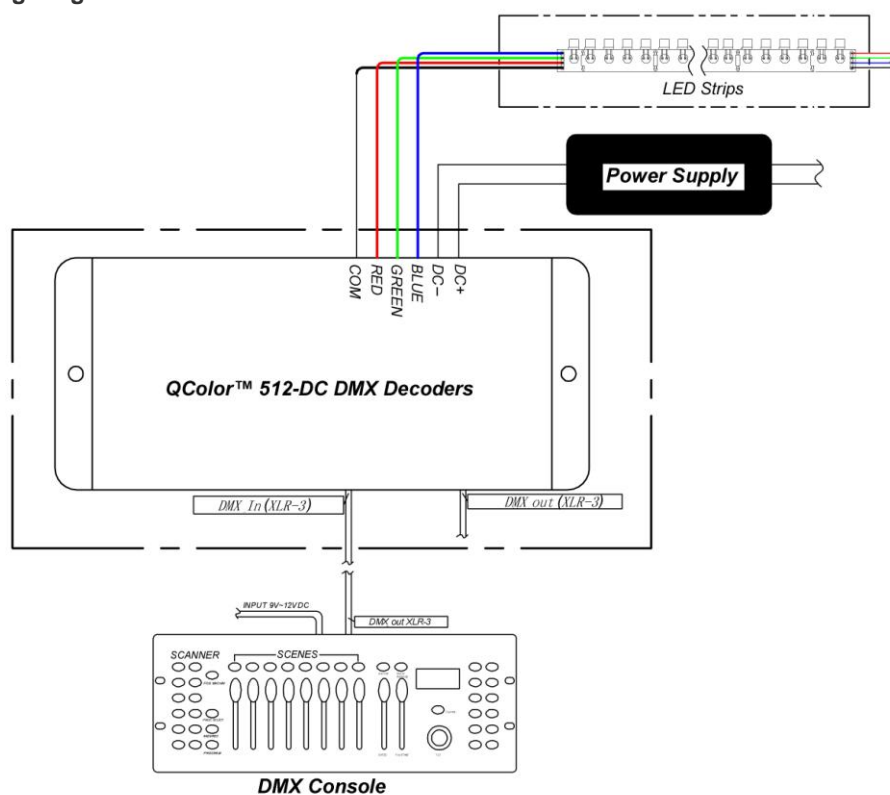 LED Strips
Power Supply
COM
RED
GREEN
BLUE
DC-
DC+
QColor™ 512-DC DMX Decoders
DMX In (XLR-3)
DMX out (XLR-3)
INPUT 9V~12VDC
DMX out XLR-3
SCANNER
SCENES
DMX Console